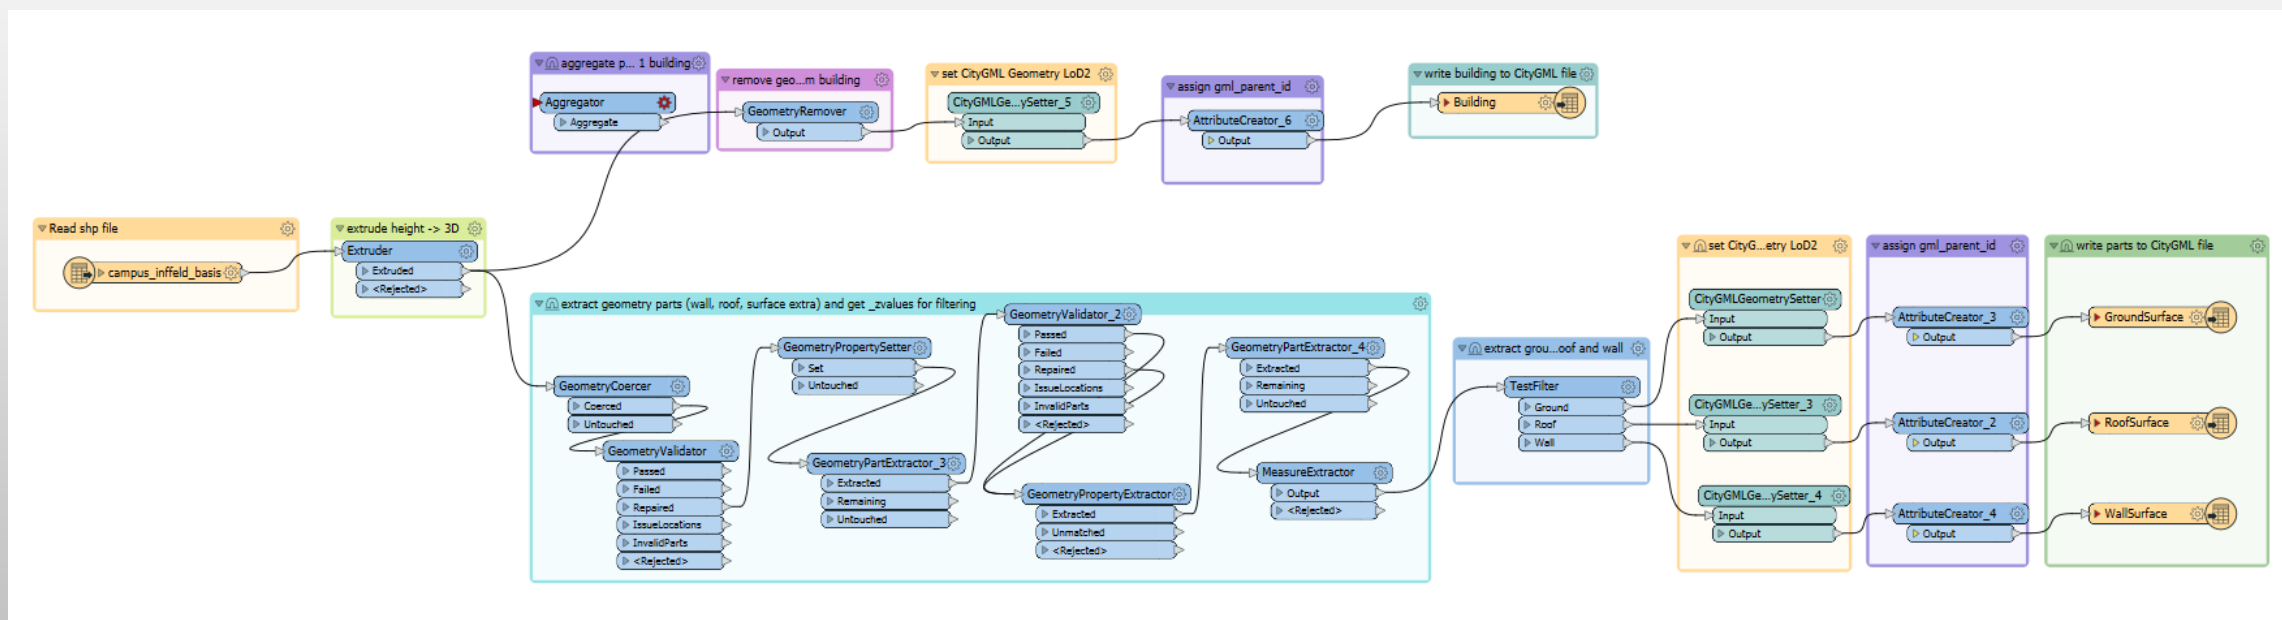 aggregate p... 1 building
Aggregator
Aggregate
remove geo...m building
GeometryRemover
Output
set CityGML Geometry LoD2
CityGMLGe...ySetter_5
Input
Output
assign gml_parent_id
AttributeCreator_6
Output
write building to CityGML file
Building
Read shp file
campus_inffeld_basis
extrude height -> 3D
Extruder
Extruded
<Rejected>
extract geometry parts (wall, roof, surface extra) and get _zvalues for filtering
GeometryCoercer
Coerced
Untouched
GeometryValidator
Passed
Failed
Repaired
IssueLocations
InvalidParts
<Rejected>
GeometryPropertySetter
Set
Untouched
GeometryPartExtractor_3
Extracted
Remaining
Untouched
GeometryValidator_2
Passed
Failed
Repaired
IssueLocations
InvalidParts
<Rejected>
GeometryPropertyExtractor
Extracted
Unmatched
<Rejected>
GeometryPartExtractor_4
Extracted
Remaining
Untouched
MeasureExtractor
Output
<Rejected>
extract grou...oof and wall
TestFilter
Ground
Roof
Wall
set CityG...etry LoD2
CityGMLGeometrySetter
Input
Output
CityGMLGe...ySetter_3
Input
Output
CityGMLGe...ySetter_4
Input
Output
assign gml_parent_id
AttributeCreator_3
Output
AttributeCreator_2
Output
AttributeCreator_4
Output
write parts to CityGML file
GroundSurface
RoofSurface
WallSurface